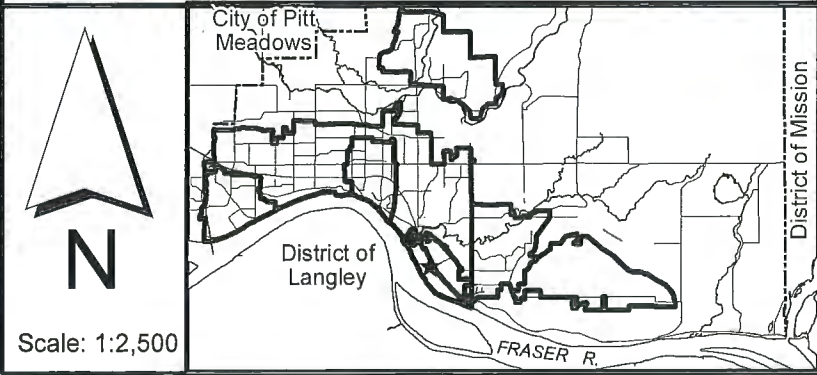 N
Scale: 1:2,500
City of Pitt
Meadows
District of
Langley
FRASER R.
District of Mission